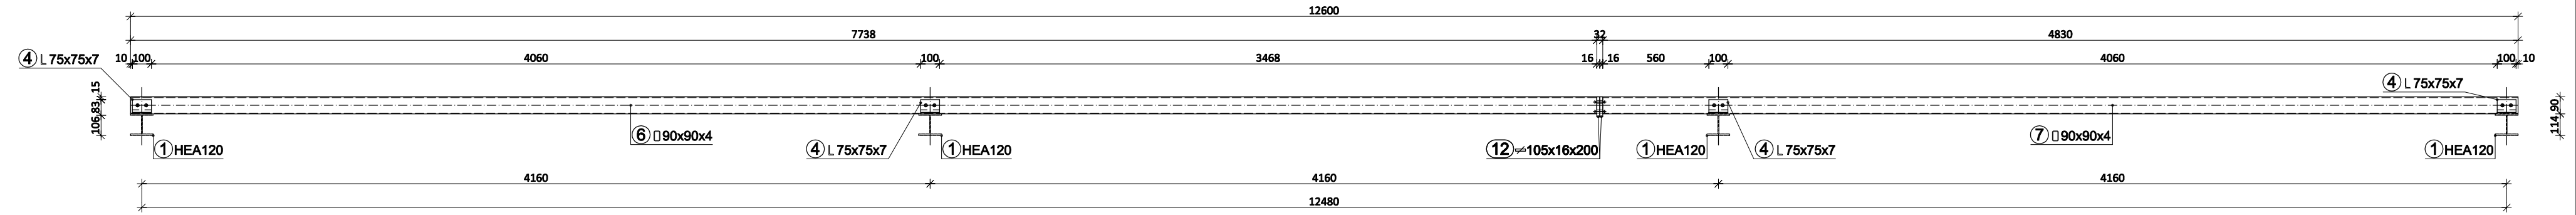 12600
7738
32
4830
④ L 75x75x7
10
100
4060
100
3468
16
16
560
100
4060
100
10
④ L 75x75x7
15
83
106
90
114
① HEA120
⑥ ▯90x90x4
④ L 75x75x7
① HEA120
⑫ ≠105x16x200
① HEA120
④ L 75x75x7
⑦ ▯90x90x4
① HEA120
4160
4160
4160
12480